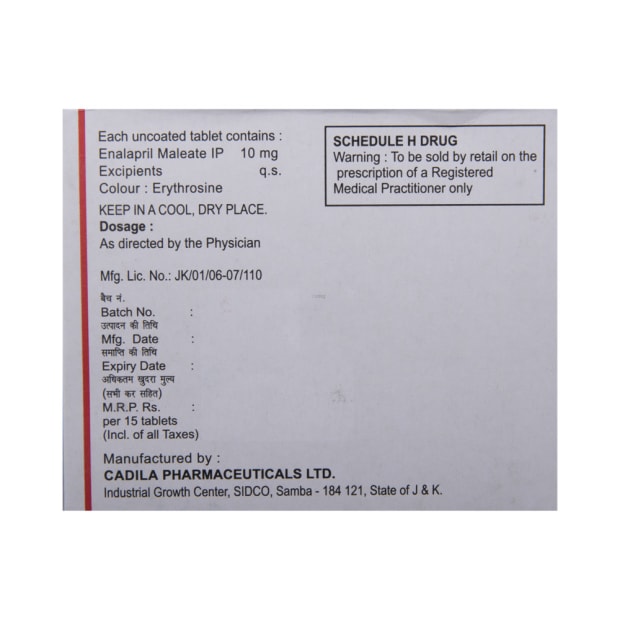 Each uncoated tablet contains :
Enalapril Maleate IP 10 mg
Excipients q.s.
Colour : Erythrosine
KEEP IN A COOL, DRY PLACE.
Dosage :
As directed by the Physician
SCHEDULE H DRUG
Warning : To be sold by retail on the
prescription of a Registered
Medical Practitioner only
Mfg. Lic. No.: JK/01/06-07/110
बैच नं.
Batch No. :
उत्पादन की तिथि
Mfg. Date :
समाप्ति की तिथि
Expiry Date :
अधिकतम खुदरा मुल्य
(सभी कर सहित)
M.R.P. Rs. :
per 15 tablets
(Incl. of all Taxes)
Manufactured by :
CADILA PHARMACEUTICALS LTD.
Industrial Growth Center, SIDCO, Samba - 184 121, State of J & K.